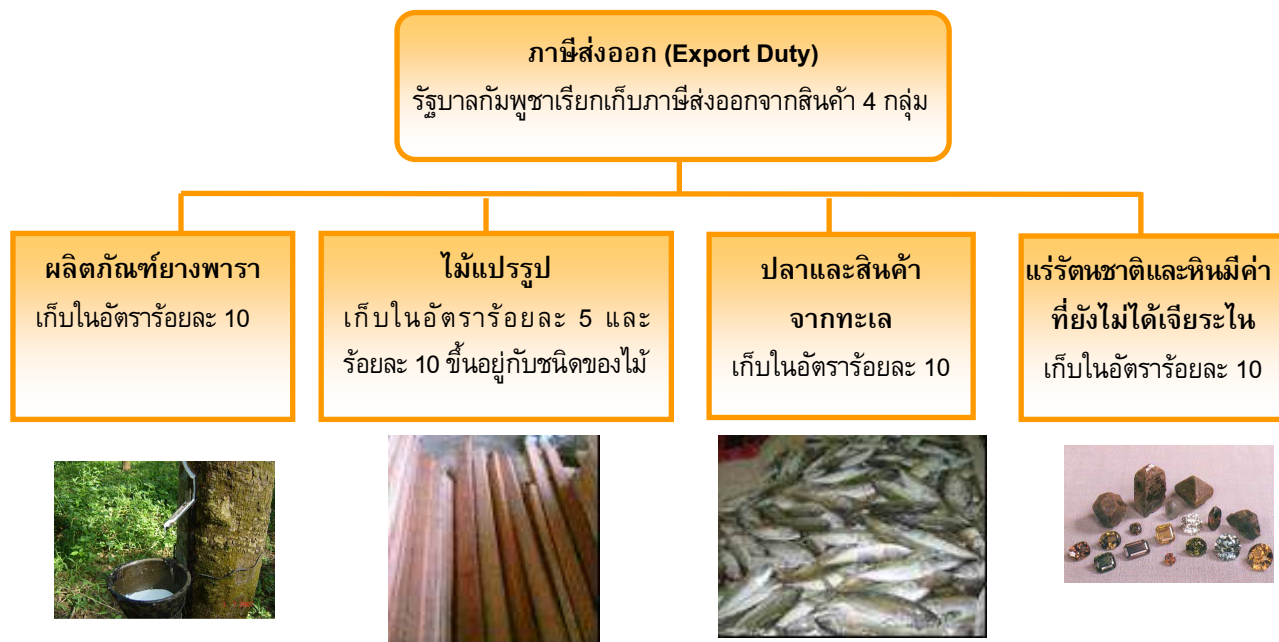 ภาษีส่งออก (Export Duty)
รัฐบาลกัมพูชาเรียกเก็บภาษีส่งออกจากสินค้า 4 กลุ่ม
ผลิตภัณฑ์ยางพารา
เก็บในอัตราร้อยละ 10
ไม้แปรรูป
เก็บในอัตราร้อยละ 5 และ
ร้อยละ 10 ขึ้นอยู่กับชนิดของไม้
ปลาและสินค้า
จากทะเล
เก็บในอัตราร้อยละ 10
แร่รัตนชาติและหินมีค่า
ที่ยังไม่ได้เจียระไน
เก็บในอัตราร้อยละ 10